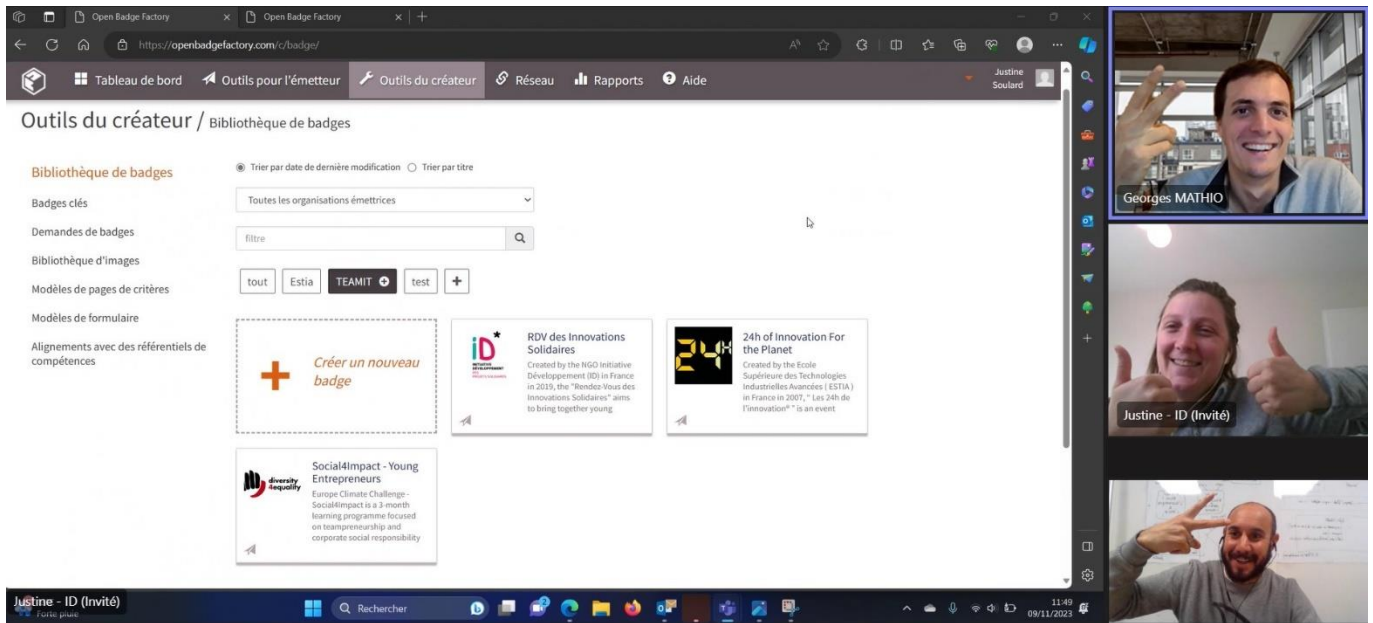 Open Badge Factory
Open Badge Factory
https://openbadgefactory.com/c/badge/
Tableau de bord
Outils pour l'émetteur
Outils du créateur
Réseau
Rapports
Aide
Justine
Soulard
Outils du créateur / Bibliothèque de badges
Bibliothèque de badges
Badges clés
Demandes de badges
Bibliothèque d'images
Modèles de pages de critères
Modèles de formulaire
Alignements avec des référentiels de
compétences
Trier par date de dernière modification
Trier par titre
Toutes les organisations émettrices
filtre
tout
Estia
TEAMIT
test
Créer un nouveau
badge
iD
INITIATIVE
DÉVELOPPEMENT
RDV des Innovations
Solidaires
Created by the NGO Initiative
Développement (ID) in France
in 2019, the "Rendez-Vous des
Innovations Solidaires" aims
to bring together young
24H
24h of Innovation For
the Planet
Created by the Ecole
Supérieure des Technologies
Industrielles Avancées ( ESTIA )
in France in 2007, " Les 24h de
l'innovation® " is an event
diversity
4equality
Social4Impact - Young
Entrepreneurs
Europe Climate Challenge -
Social4Impact is a 3-month
learning programme focused
on teampreneurship and
corporate social responsibility
Georges MATHIO
Justine - ID (Invité)
Justine - ID (Invité)
Forte pluie
Rechercher
11:49
09/11/2023